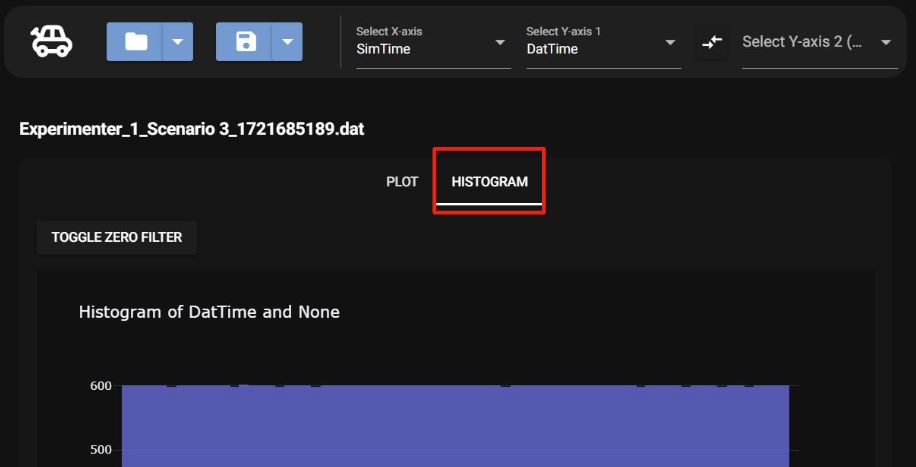 Select X-axis
SimTime
Select Y-axis 1
DatTime
Select Y-axis 2 (...
Experimenter_1_Scenario 3_1721685189.dat
PLOT
HISTOGRAM
TOGGLE ZERO FILTER
Histogram of DatTime and None
600
500